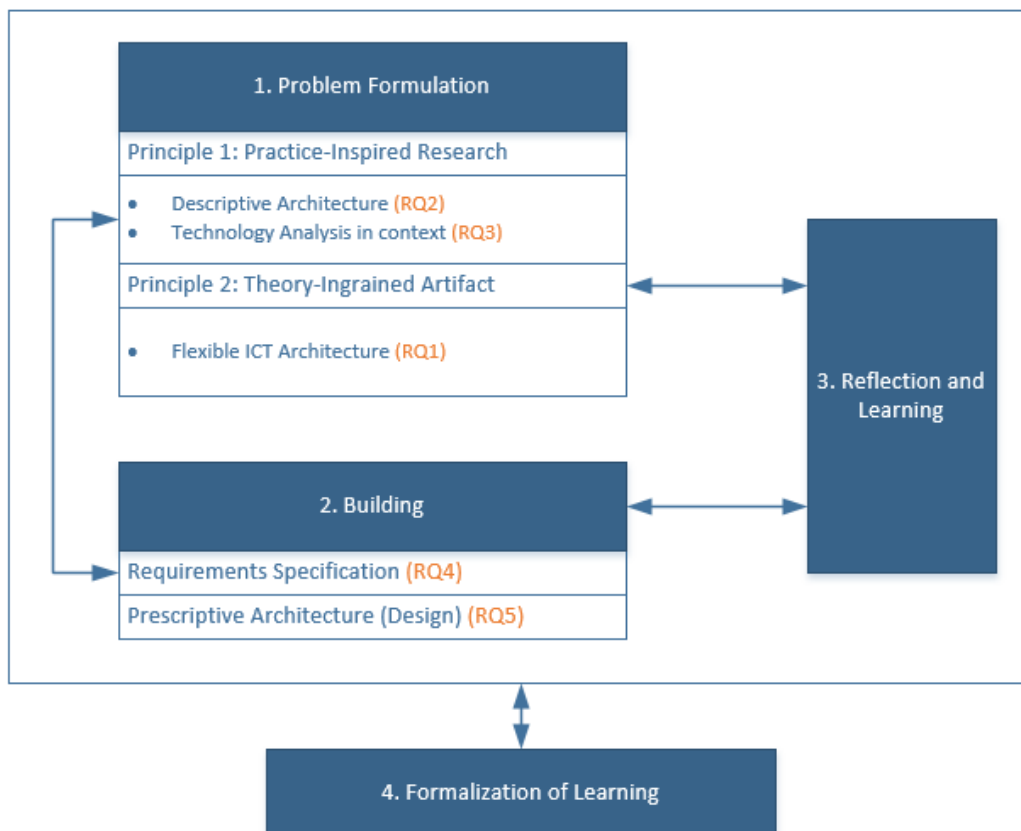 1. Problem Formulation
Principle 1: Practice-Inspired Research
• Descriptive Architecture (RQ2)
• Technology Analysis in context (RQ3)
Principle 2: Theory-Ingrained Artifact
• Flexible ICT Architecture (RQ1)
3. Reflection and
Learning
2. Building
Requirements Specification (RQ4)
Prescriptive Architecture (Design) (RQ5)
4. Formalization of Learning